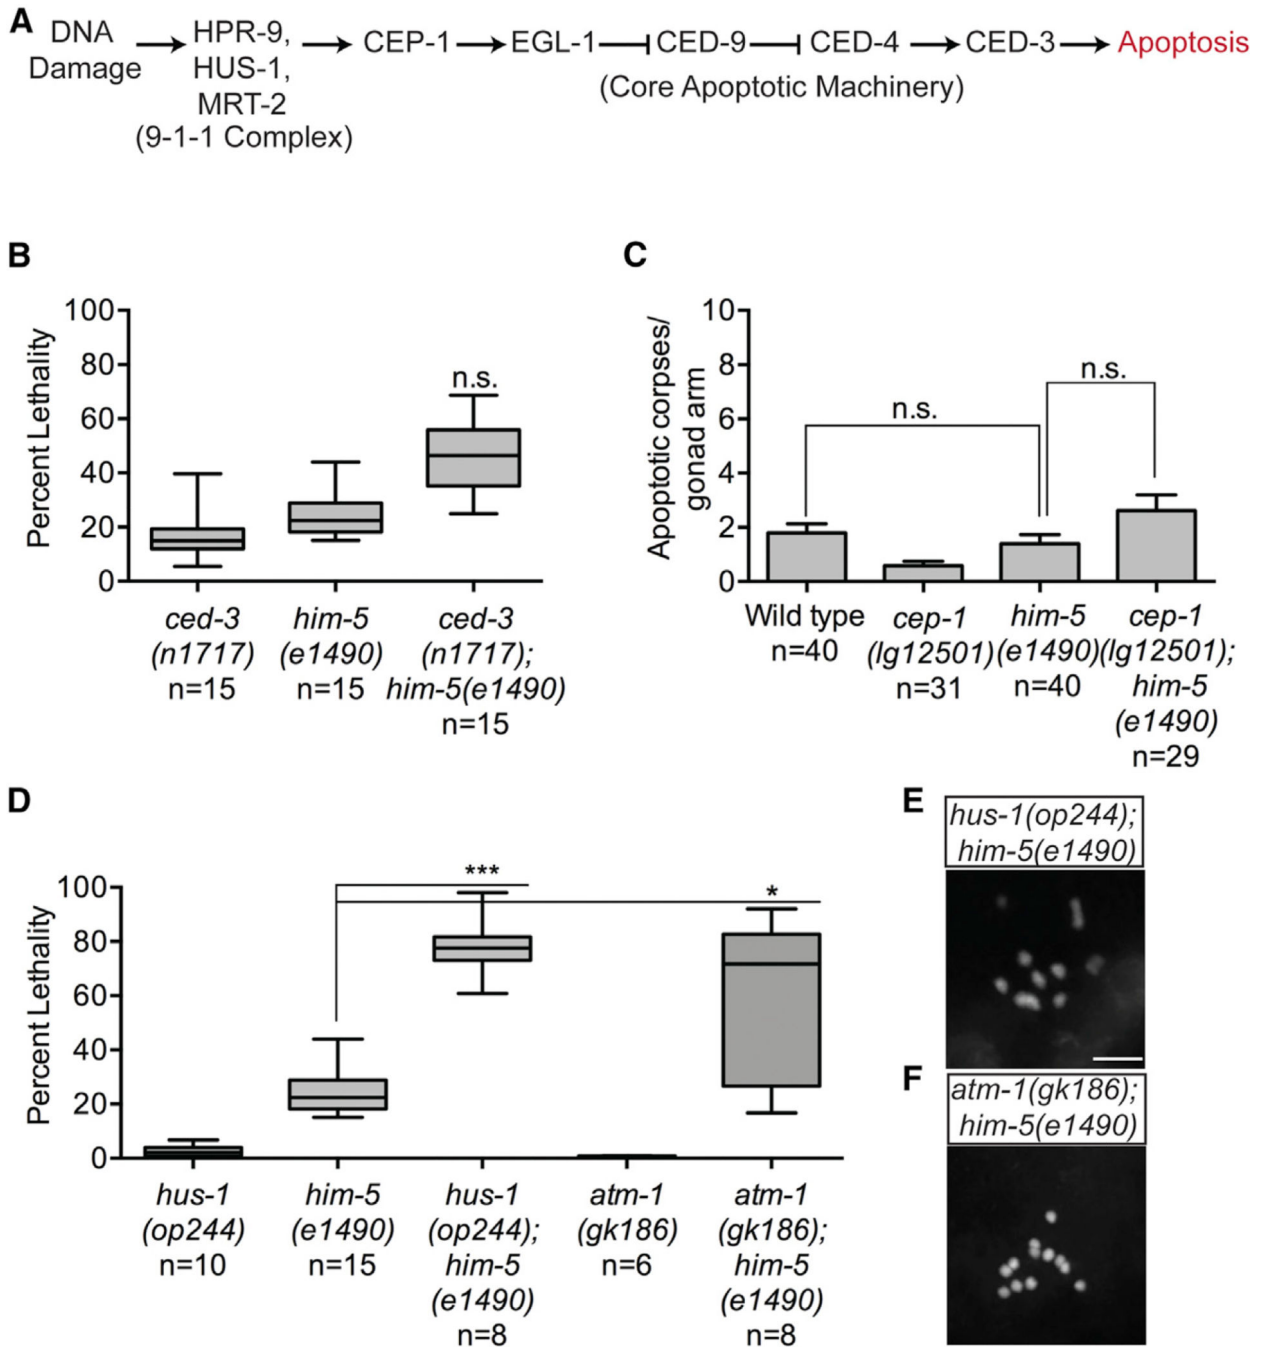 A
DNA
Damage
HPR-9,
HUS-1,
MRT-2
(9-1-1 Complex)
CEP-1
EGL-1
CED-9
CED-4
CED-3
Apoptosis
(Core Apoptotic Machinery)
B
Percent Lethality
100
80
60
40
20
0
n.s.
ced-3
(n1717)
n=15
him-5
(e1490)
n=15
ced-3
(n1717);
him-5(e1490)
n=15
C
Apoptotic corpses/
gonad arm
10
8
6
4
2
0
n.s.
n.s.
Wild type
n=40
cep-1
(lg12501)
n=31
him-5
(e1490)
n=40
cep-1
(lg12501);
him-5
(e1490)
n=29
D
Percent Lethality
100
80
60
40
20
0
***
*
hus-1
(op244)
n=10
him-5
(e1490)
n=15
hus-1
(op244);
him-5
(e1490)
n=8
atm-1
(gk186)
n=6
atm-1
(gk186);
him-5
(e1490)
n=8
E
hus-1(op244);
him-5(e1490)
F
atm-1(gk186);
him-5(e1490)